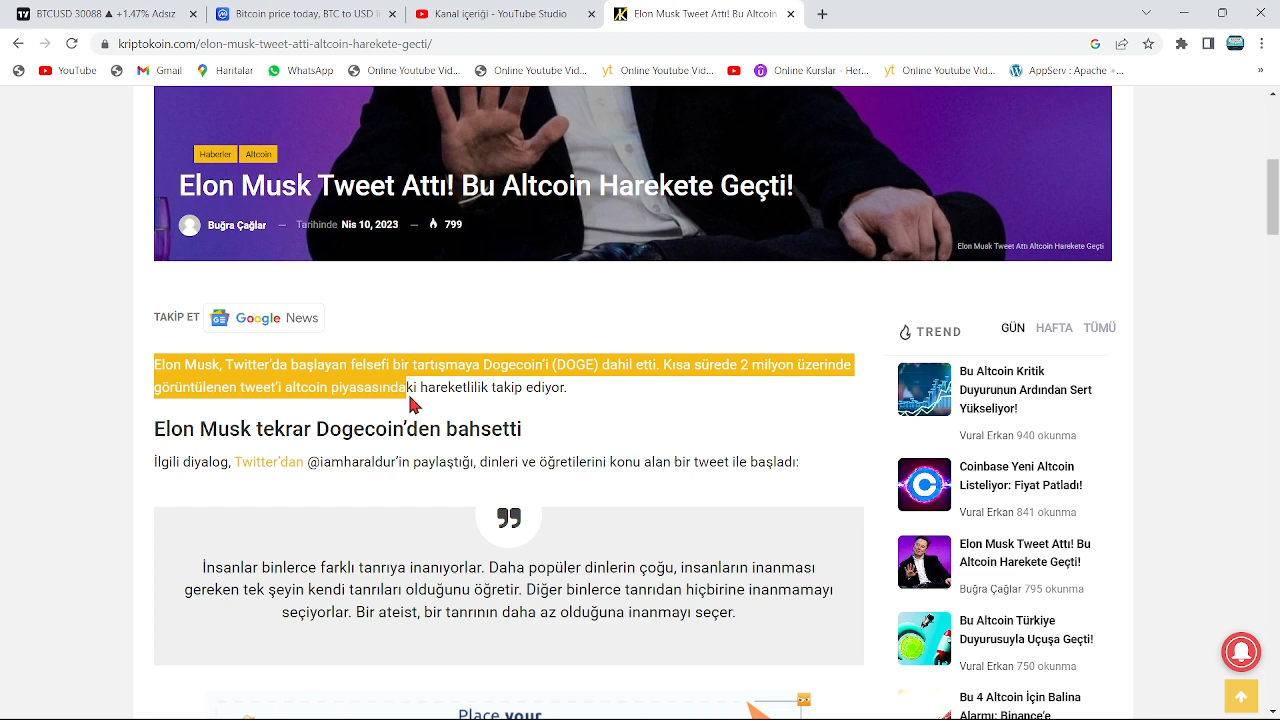 BTCUSD 30088 ▲ +1.47% Adsız
Bitcoin price today, BTC to USD l
Kanal içeriği - YouTube Studio
Elon Musk Tweet Attı! Bu Altcoin
kriptokoin.com/elon-musk-tweet-atti-altcoin-harekete-gecti/
YouTube
Gmail
Haritalar
WhatsApp
Online Youtube Vid...
Online Youtube Vid...
Online Youtube Vid...
Online Kurslar - Her...
Online Youtube Vid...
AppServ : Apache +...
»
Haberler
Altcoin
Elon Musk Tweet Attı! Bu Altcoin Harekete Geçti!
Buğra Çağlar — Tarihinde Nis 10, 2023 — 799
Elon Musk Tweet Attı Altcoin Harekete Geçti
TAKİP ET
Google News
Elon Musk, Twitter’da başlayan felsefi bir tartışmaya Dogecoin’i (DOGE) dahil etti. Kısa sürede 2 milyon üzerinde
görüntülenen tweet’i altcoin piyasasındaki hareketlilik takip ediyor.
Elon Musk tekrar Dogecoin’den bahsetti
İlgili diyalog, Twitter’dan @iamharaldur’in paylaştığı, dinleri ve öğretilerini konu alan bir tweet ile başladı:
İnsanlar binlerce farklı tanrıya inanıyorlar. Daha popüler dinlerin çoğu, insanların inanması
gereken tek şeyin kendi tanrıları olduğunu öğretir. Diğer binlerce tanrıdan hiçbirine inanmamayı
seçiyorlar. Bir ateist, bir tanrının daha az olduğuna inanmayı seçer.
Place your
TREND
GÜN HAFTA TÜMÜ
Bu Altcoin Kritik
Duyurunun Ardından Sert
Yükseliyor!
Vural Erkan 940 okunma
Coinbase Yeni Altcoin
Listeliyor: Fiyat Patladı!
Vural Erkan 841 okunma
Elon Musk Tweet Attı! Bu
Altcoin Harekete Geçti!
Buğra Çağlar 795 okunma
Bu Altcoin Türkiye
Duyurusuyla Uçuşa Geçti!
Vural Erkan 750 okunma
Bu 4 Altcoin İçin Balina
Alarmı: Binance’e